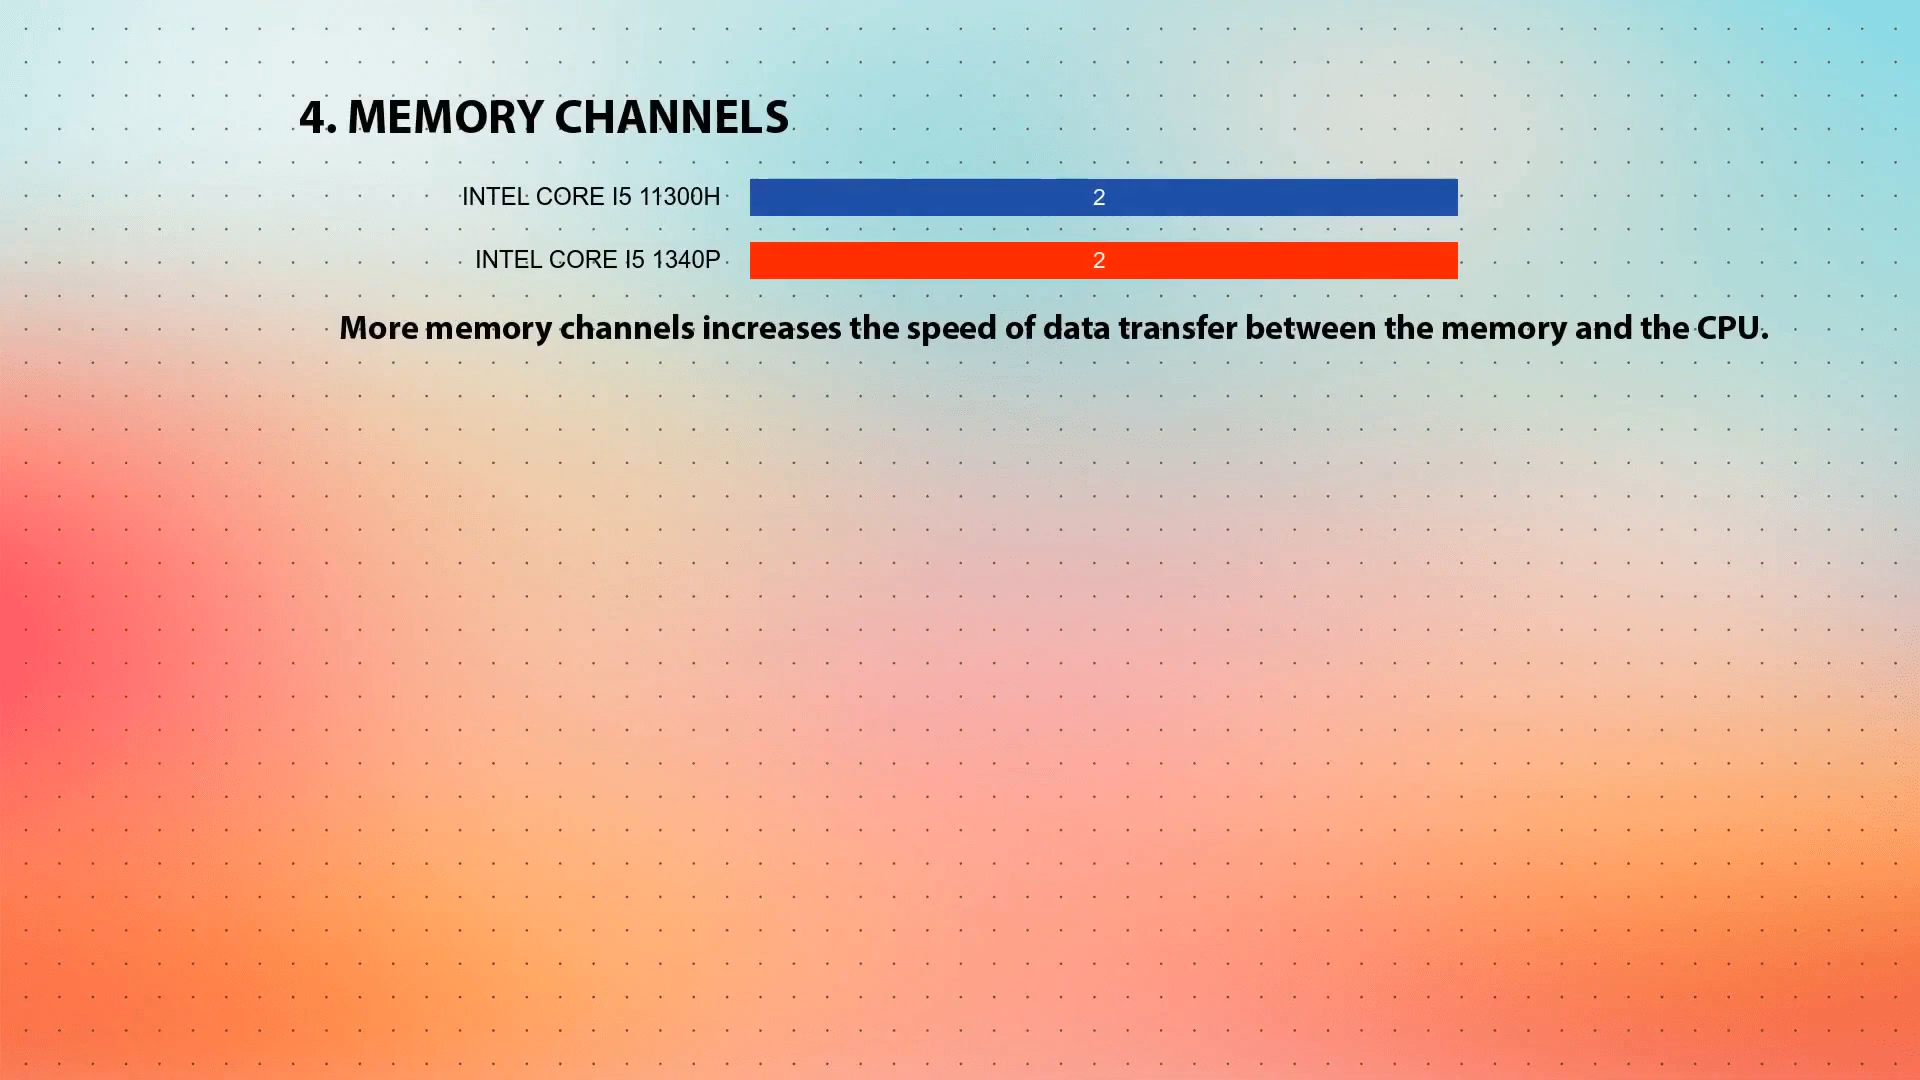 4. MEMORY CHANNELS
INTEL CORE I5 11300H 2
INTEL CORE I5 1340P 2
More memory channels increases the speed of data transfer between the memory and the CPU.